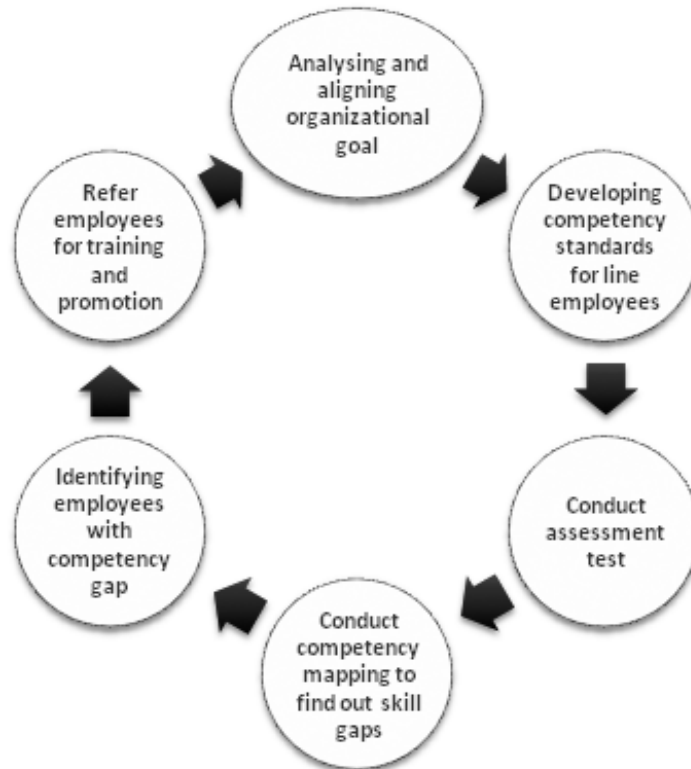 Analysing and
aligning
organizational
goal
Developing
competency
standards
for line
employees
Conduct
assessment
test
Conduct
competency
mapping to
find out skill
gaps
Identifying
employees
with
competency
gap
Refer
employees
for training
and
promotion